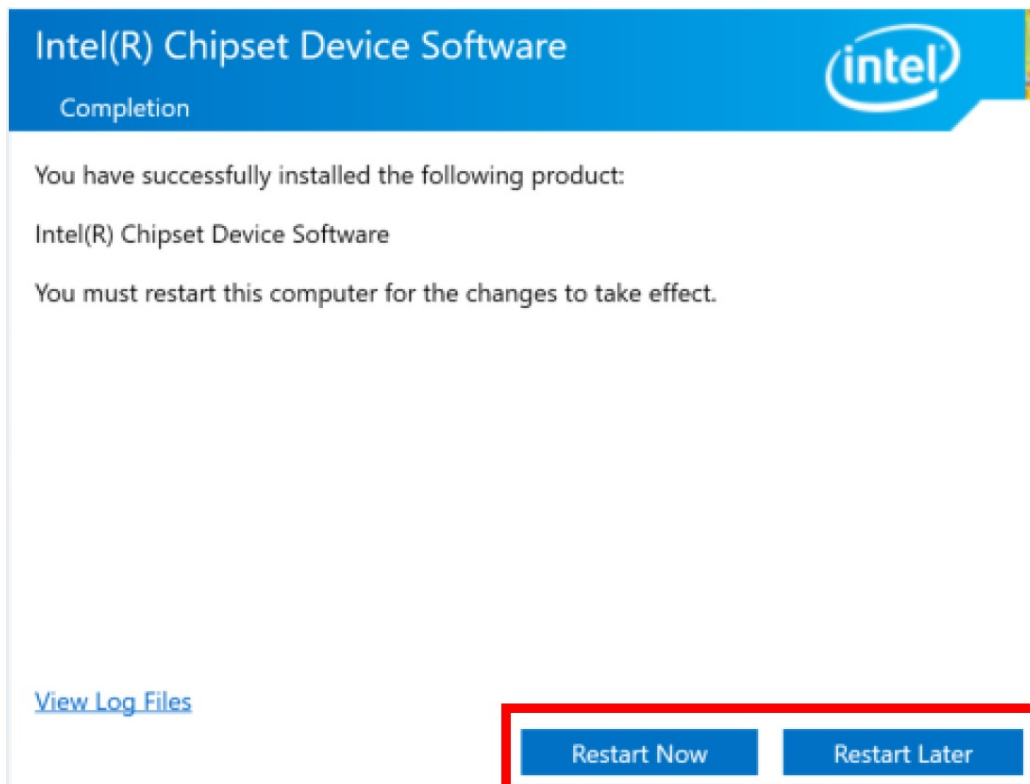 Intel(R) Chipset Device Software
intel
Completion
You have successfully installed the following product:
Intel(R) Chipset Device Software
You must restart this computer for the changes to take effect.
View Log Files
Restart Now
Restart Later